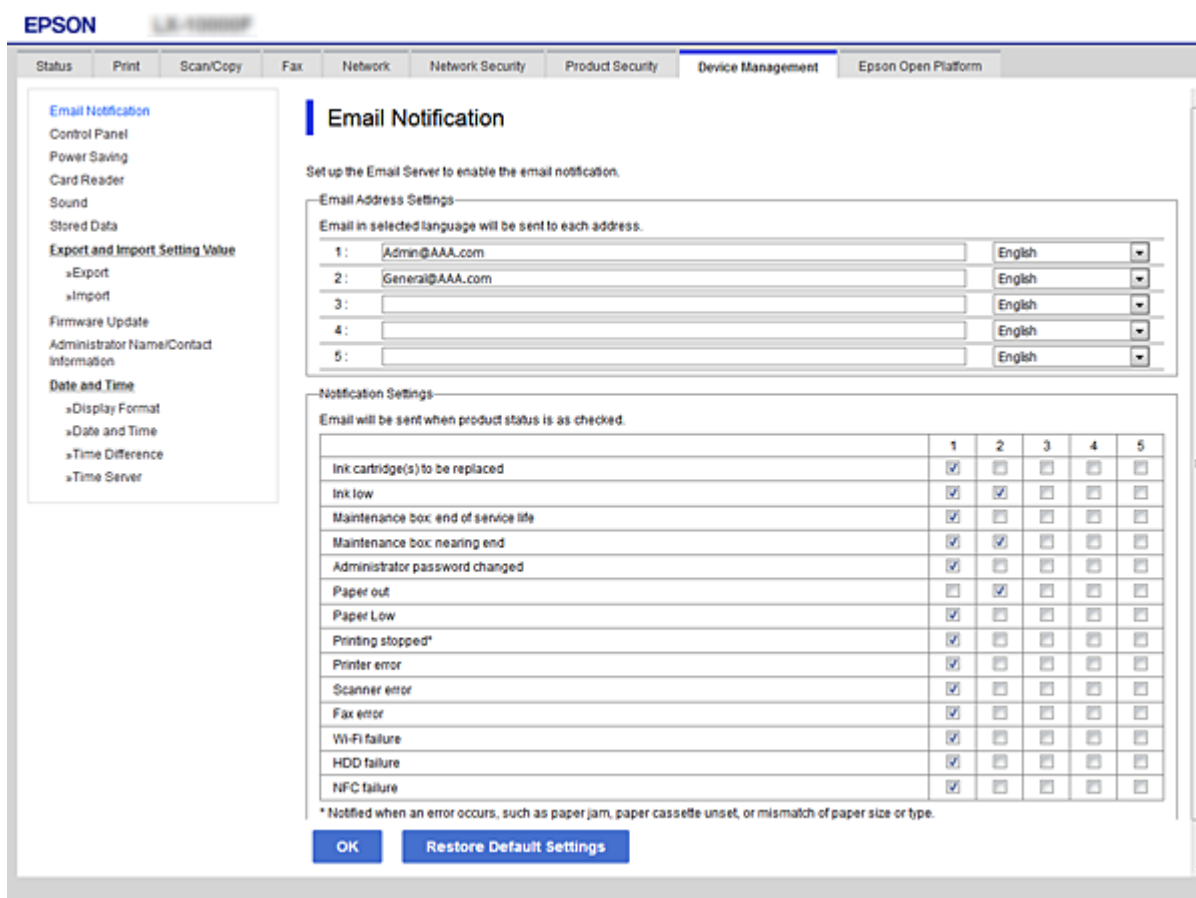 EPSON
Status Print Scan/Copy Fax Network Network Security Product Security Device Management Epson Open Platform
Email Notification
Control Panel
Power Saving
Card Reader
Sound
Stored Data
Export and Import Setting Value
»Export
»Import
Firmware Update
Administrator Name/Contact
Information
Date and Time
»Display Format
»Date and Time
»Time Difference
»Time Server
Email Notification
Set up the Email Server to enable the email notification.
Email Address Settings
Email in selected language will be sent to each address.
1 : Admin@AAA.com English
2 : General@AAA.com English
3 : English
4 : English
5 : English
Notification Settings
Email will be sent when product status is as checked.
1 2 3 4 5
Ink cartridge(s) to be replaced
Ink low
Maintenance box: end of service life
Maintenance box: nearing end
Administrator password changed
Paper out
Paper Low
Printing stopped*
Printer error
Scanner error
Fax error
Wi-Fi failure
HDD failure
NFC failure
* Notified when an error occurs, such as paper jam, paper cassette unset, or mismatch of paper size or type.
OK Restore Default Settings